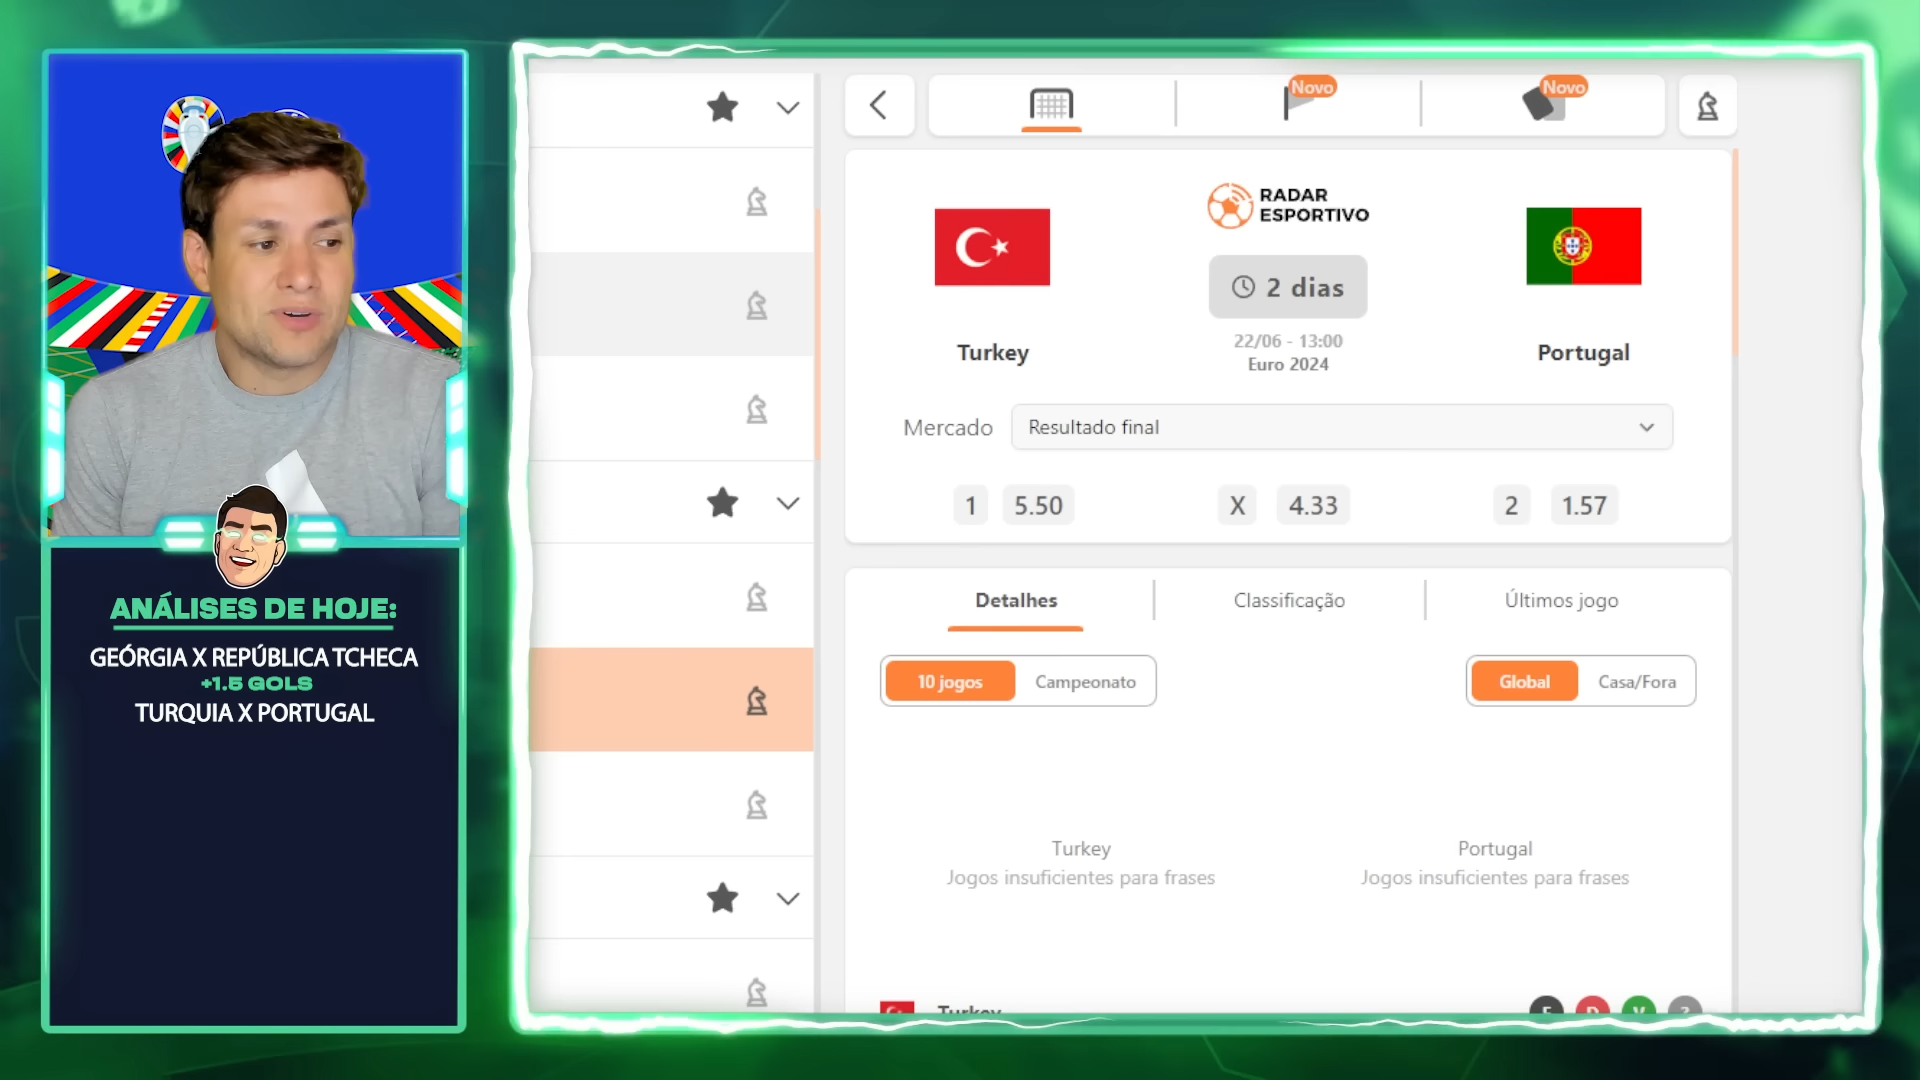 ANÁLISES DE HOJE:
GEÓRGIA X REPÚBLICA TCHECA
+1.5 GOLS
TURQUIA X PORTUGAL
Novo
Novo
RADAR
ESPORTIVO
2 dias
22/06 - 13:00
Euro 2024
Turkey
Portugal
Mercado
Resultado final
1 5.50
X 4.33
2 1.57
Detalhes
Classificação
Últimos jogo
10 jogos
Campeonato
Global
Casa/Fora
Turkey
Jogos insuficientes para frases
Portugal
Jogos insuficientes para frases
Turkey
E D V ?